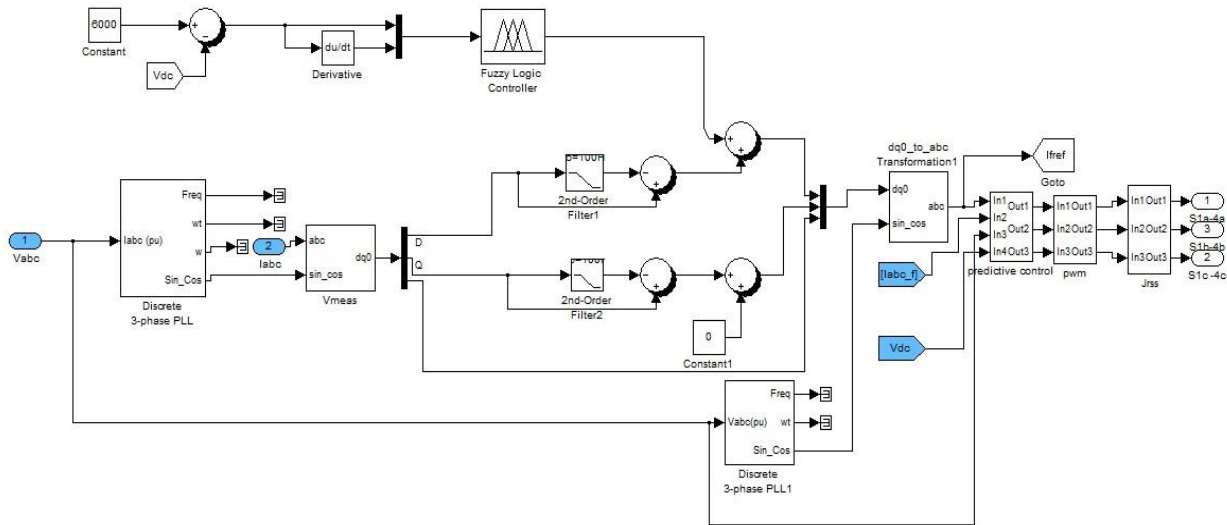 6000
Constant
Vdc
du/dt
Derivative
Fuzzy Logic
Controller
1
Vabc
Iabc (pu)
Freq
wt
w
Sin_Cos
Discrete
3-phase PLL
2
Iabc
abc
sin_cos
dq0
Vmeas
D
Q
2nd-Order
Filter1
2nd-Order
Filter2
0
Constant1
Vabc(pu)
Freq
wt
Sin_Cos
Discrete
3-phase PLL1
dq0_to_abc
Transformation1
dq0
sin_cos
abc
Ifref
Goto
[Iabc_f]
Vdc
In1 Out1
In2
In3 Out2
In4 Out3
predictive control
In1 Out1
In2 Out2
In3 Out3
pwm
In1 Out1
In2 Out2
In3 Out3
Jrss
1
S1a-4a
3
S1b-4b
2
S1c-4c